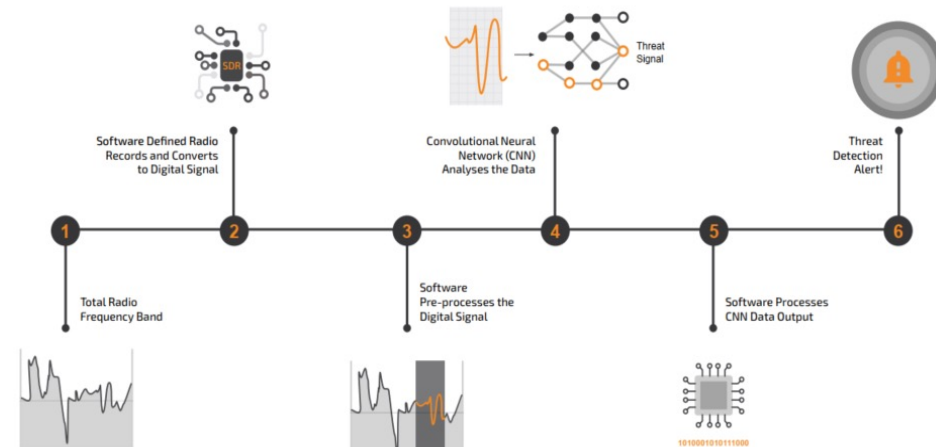 SDR
Threat
Signal
Software Defined Radio
Records and Converts
to Digital Signal
Convolutional Neural
Network (CNN)
Analyses the Data
Threat
Detection
Alert!
1
2
3
4
5
6
Total Radio
Frequency Band
Software
Pre-processes the
Digital Signal
Software Processes
CNN Data Output
1010001010111000